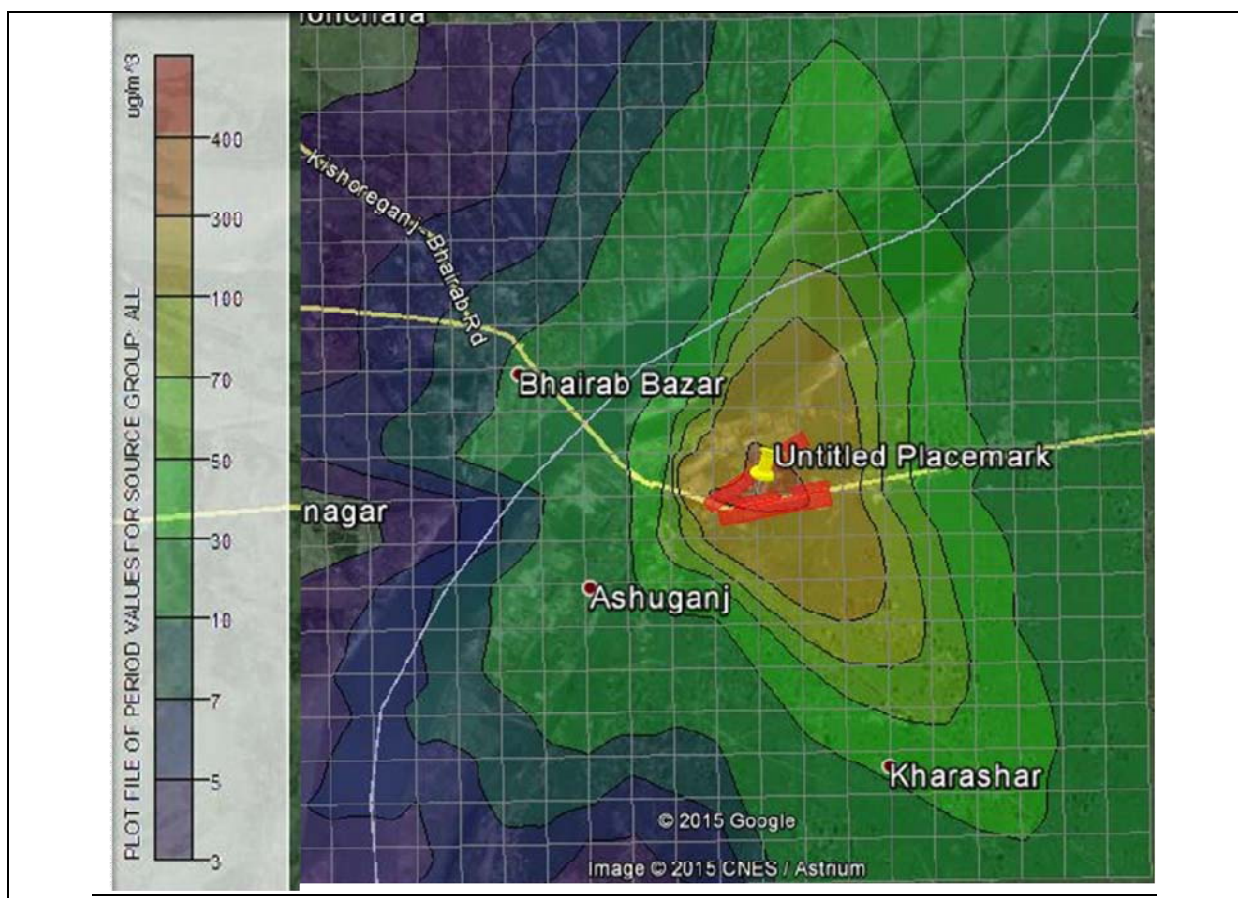 ug/m^3
PLOT FILE OF PERIOD VALUES FOR SOURCE GROUP: ALL
400
300
100
70
50
30
10
7
5
3
Kishoreganj - Bhairab Rd
Bhairab Bazar
Untitled Placemark
nagar
Ashuganj
Kharashar
© 2015 Google
Image © 2015 CNES / Astrium